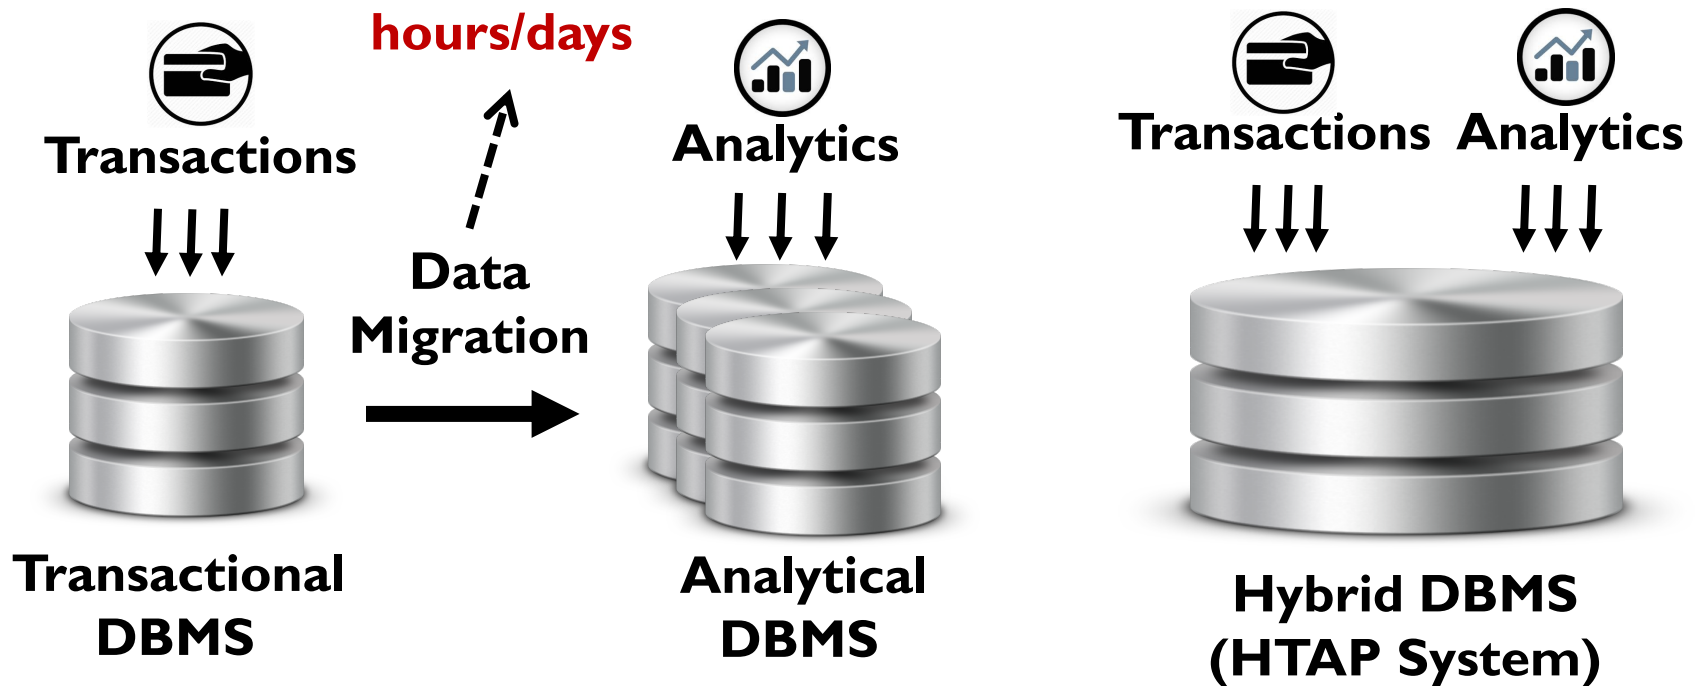 hours/days
Transactions
Analytics
Data
Migration
Transactional
DBMS
Analytical
DBMS
Transactions
Analytics
Hybrid DBMS
(HTAP System)